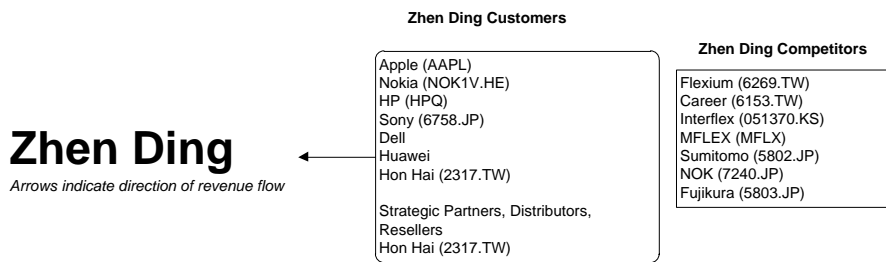 Zhen Ding Customers
Zhen Ding Competitors
Apple (AAPL)
Nokia (NOK1V.HE)
HP (HPQ)
Sony (6758.JP)
Dell
Huawei
Hon Hai (2317.TW)
Strategic Partners, Distributors,
Resellers
Hon Hai (2317.TW)
Flexium (6269.TW)
Career (6153.TW)
Interflex (051370.KS)
MFLEX (MFLX)
Sumitomo (5802.JP)
NOK (7240.JP)
Fujikura (5803.JP)
Zhen Ding
Arrows indicate direction of revenue flow